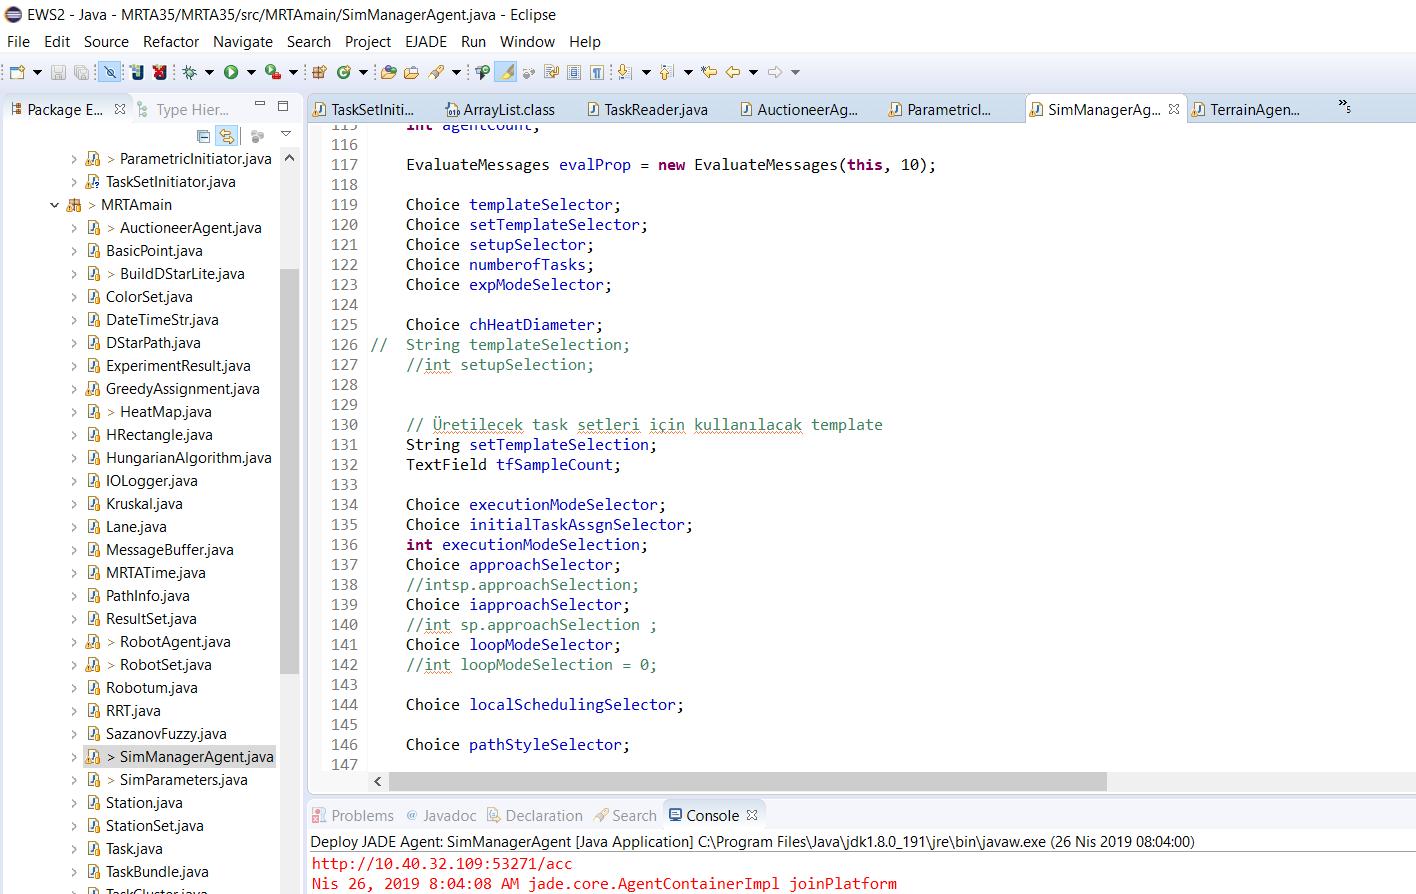 EWS2 - Java - MRTA35/MRTA35/src/MRTAmain/SimManagerAgent.java - Eclipse
File Edit Source Refactor Navigate Search Project EJADE Run Window Help
Package E... Type Hier...
> ParametricInitiator.java
TaskSetInitiator.java
> MRTAmain
> AuctioneerAgent.java
BasicPoint.java
> BuildDStarLite.java
ColorSet.java
DateTimeStr.java
DStarPath.java
ExperimentResult.java
GreedyAssignment.java
> HeatMap.java
HRectangle.java
HungarianAlgorithm.java
IOLogger.java
Kruskal.java
Lane.java
MessageBuffer.java
MRTATime.java
PathInfo.java
ResultSet.java
> RobotAgent.java
> RobotSet.java
Robotum.java
RRT.java
SazanovFuzzy.java
> SimManagerAgent.java
> SimParameters.java
Station.java
StationSet.java
Task.java
TaskBundle.java
TaskCluster.java
TaskSetIniti... ArrayList.class TaskReader.java AuctioneerAg... ParametricI... SimManagerAg... TerrainAgen... »5
115 int agentCount;
116
117 EvaluateMessages evalProp = new EvaluateMessages(this, 10);
118
119 Choice templateSelector;
120 Choice setTemplateSelector;
121 Choice setupSelector;
122 Choice numberofTasks;
123 Choice expModeSelector;
124
125 Choice chHeatDiameter;
126 // String templateSelection;
127 //int setupSelection;
128
129
130 // Üretilecek task setleri için kullanılacak template
131 String setTemplateSelection;
132 TextField tfSampleCount;
133
134 Choice executionModeSelector;
135 Choice initialTaskAssgnSelector;
136 int executionModeSelection;
137 Choice approachSelector;
138 //intsp.approachSelection;
139 Choice iapproachSelector;
140 //int sp.approachSelection ;
141 Choice loopModeSelector;
142 //int loopModeSelection = 0;
143
144 Choice localSchedulingSelector;
145
146 Choice pathStyleSelector;
147
Problems @ Javadoc Declaration Search Console
Deploy JADE Agent: SimManagerAgent [Java Application] C:\Program Files\Java\jdk1.8.0_191\jre\bin\javaw.exe (26 Nis 2019 08:04:00)
http://10.40.32.109:53271/acc
Nis 26, 2019 8:04:08 AM jade.core.AgentContainerImpl joinPlatform